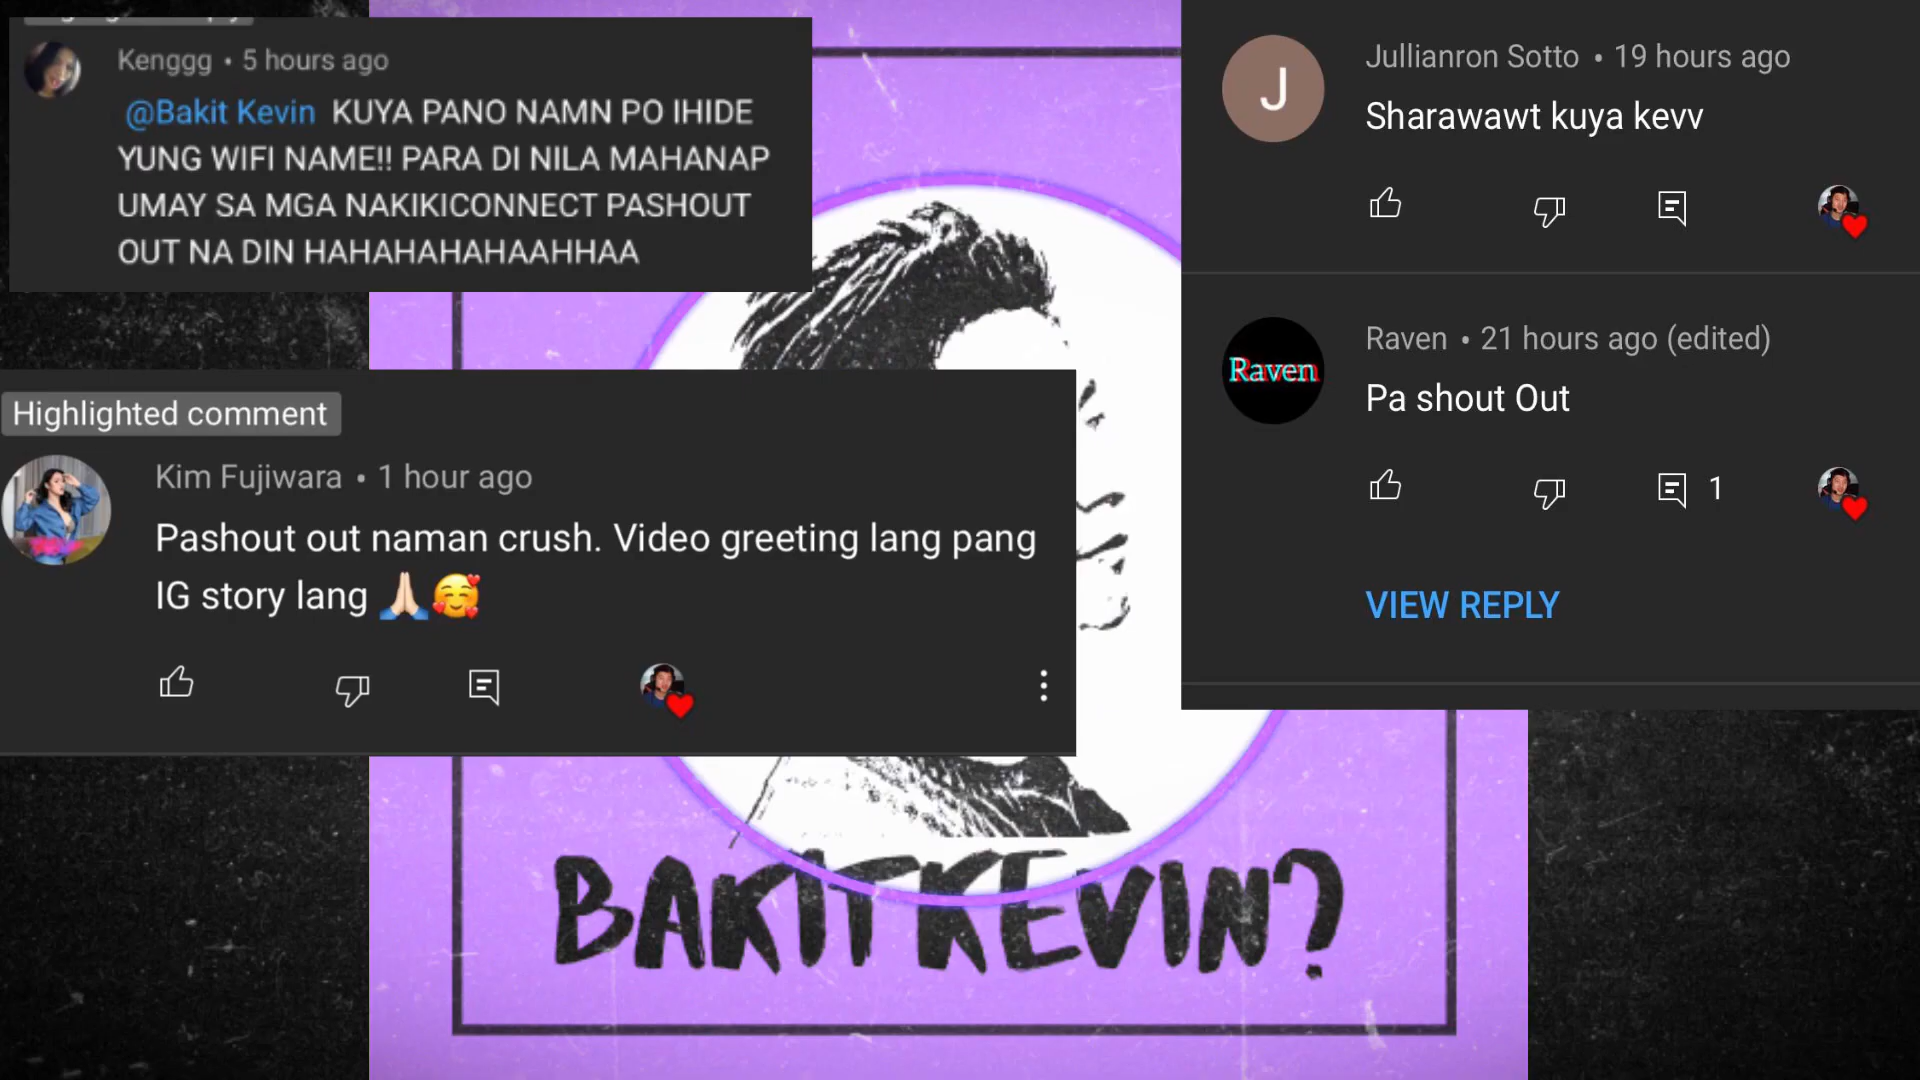 Kenggg • 5 hours ago
@Bakit Kevin KUYA PANO NAMN PO IHIDE
YUNG WIFI NAME!! PARA DI NILA MAHANAP
UMAY SA MGA NAKIKICONNECT PASHOUT
OUT NA DIN HAHAHAHAHAAHHAA
Highlighted comment
Kim Fujiwara • 1 hour ago
Pashout out naman crush. Video greeting lang pang
IG story lang 🙏🏻🥰
J
Jullianron Sotto • 19 hours ago
Sharawawt kuya kevv
Raven
Raven • 21 hours ago (edited)
Pa shout Out
1
VIEW REPLY
BAKIT KEVIN?